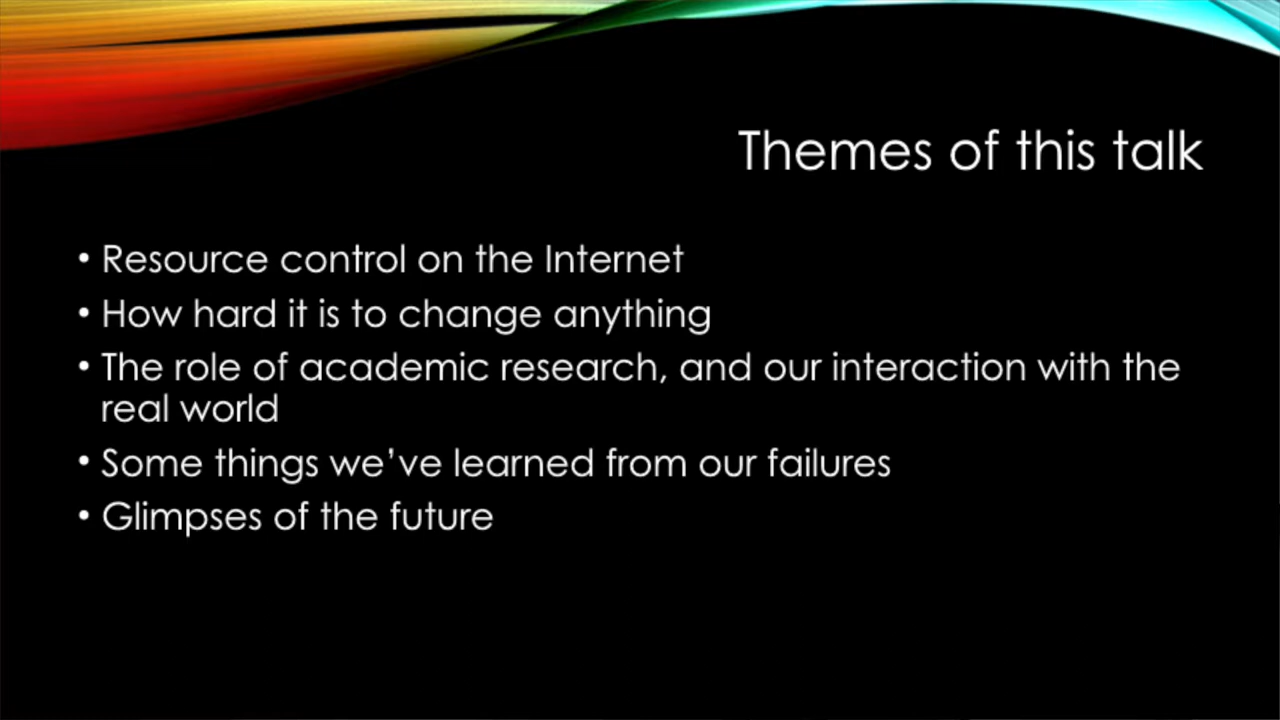 Themes of this talk
• Resource control on the Internet
• How hard it is to change anything
• The role of academic research, and our interaction with the
real world
• Some things we’ve learned from our failures
• Glimpses of the future